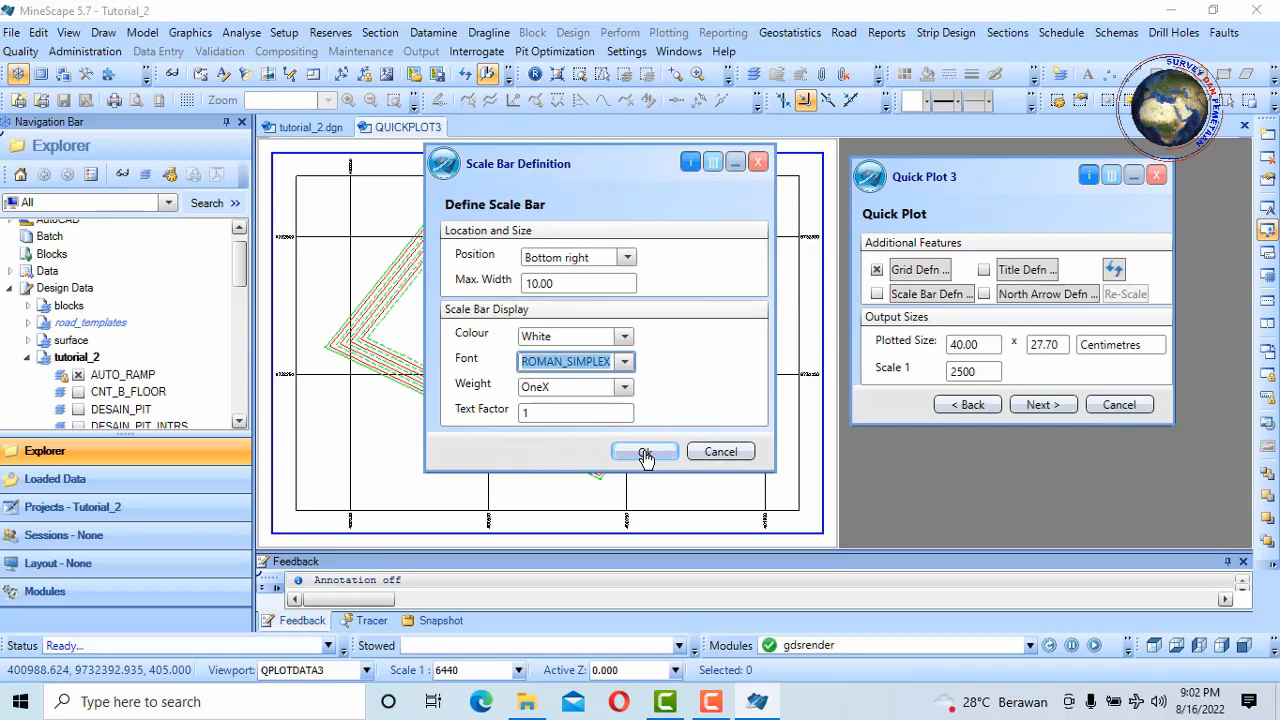 MineScape 5.7 - Tutorial_2
File Edit View Draw Model Graphics Analyse Setup Reserves Section Datamine Dragline Block Design Perform Plotting Reporting Geostatistics Road Reports Strip Design Sections Schedule Schemas Drill Holes Faults
Quality Administration Data Entry Validation Compositing Maintenance Output Interrogate Pit Optimization Settings Windows Help
Zoom
SURVEY DAN PEMETAAN
Navigation Bar
tutorial_2.dgn QUICKPLOT3
Explorer
All Search »
AutoCAD
Batch
Blocks
Data
Design Data
blocks
road_templates
surface
tutorial_2
AUTO_RAMP
CNT_B_FLOOR
DESAIN_PIT
DESAIN_PIT_INTRS
Explorer
Loaded Data
Projects - Tutorial_2
Sessions - None
Layout - None
Modules
Scale Bar Definition
Define Scale Bar
Location and Size
Position Bottom right
Max. Width 10.00
Scale Bar Display
Colour White
Font ROMAN_SIMPLEX
Weight OneX
Text Factor 1
Ok Cancel
Quick Plot 3
Quick Plot
Additional Features
Grid Defn ... Title Defn ...
Scale Bar Defn ... North Arrow Defn ... Re-Scale
Output Sizes
Plotted Size: 40.00 x 27.70 Centimetres
Scale 1 2500
< Back Next > Cancel
Feedback
Annotation off
Feedback Tracer Snapshot
Status Ready... Stowed Modules gdsrender
400988.624, 9732392.935, 405.000 Viewport: QPLOTDATA3 Scale 1 : 6440 Active Z: 0.000 Selected: 0
Type here to search
28°C Berawan
9:02 PM
8/16/2022